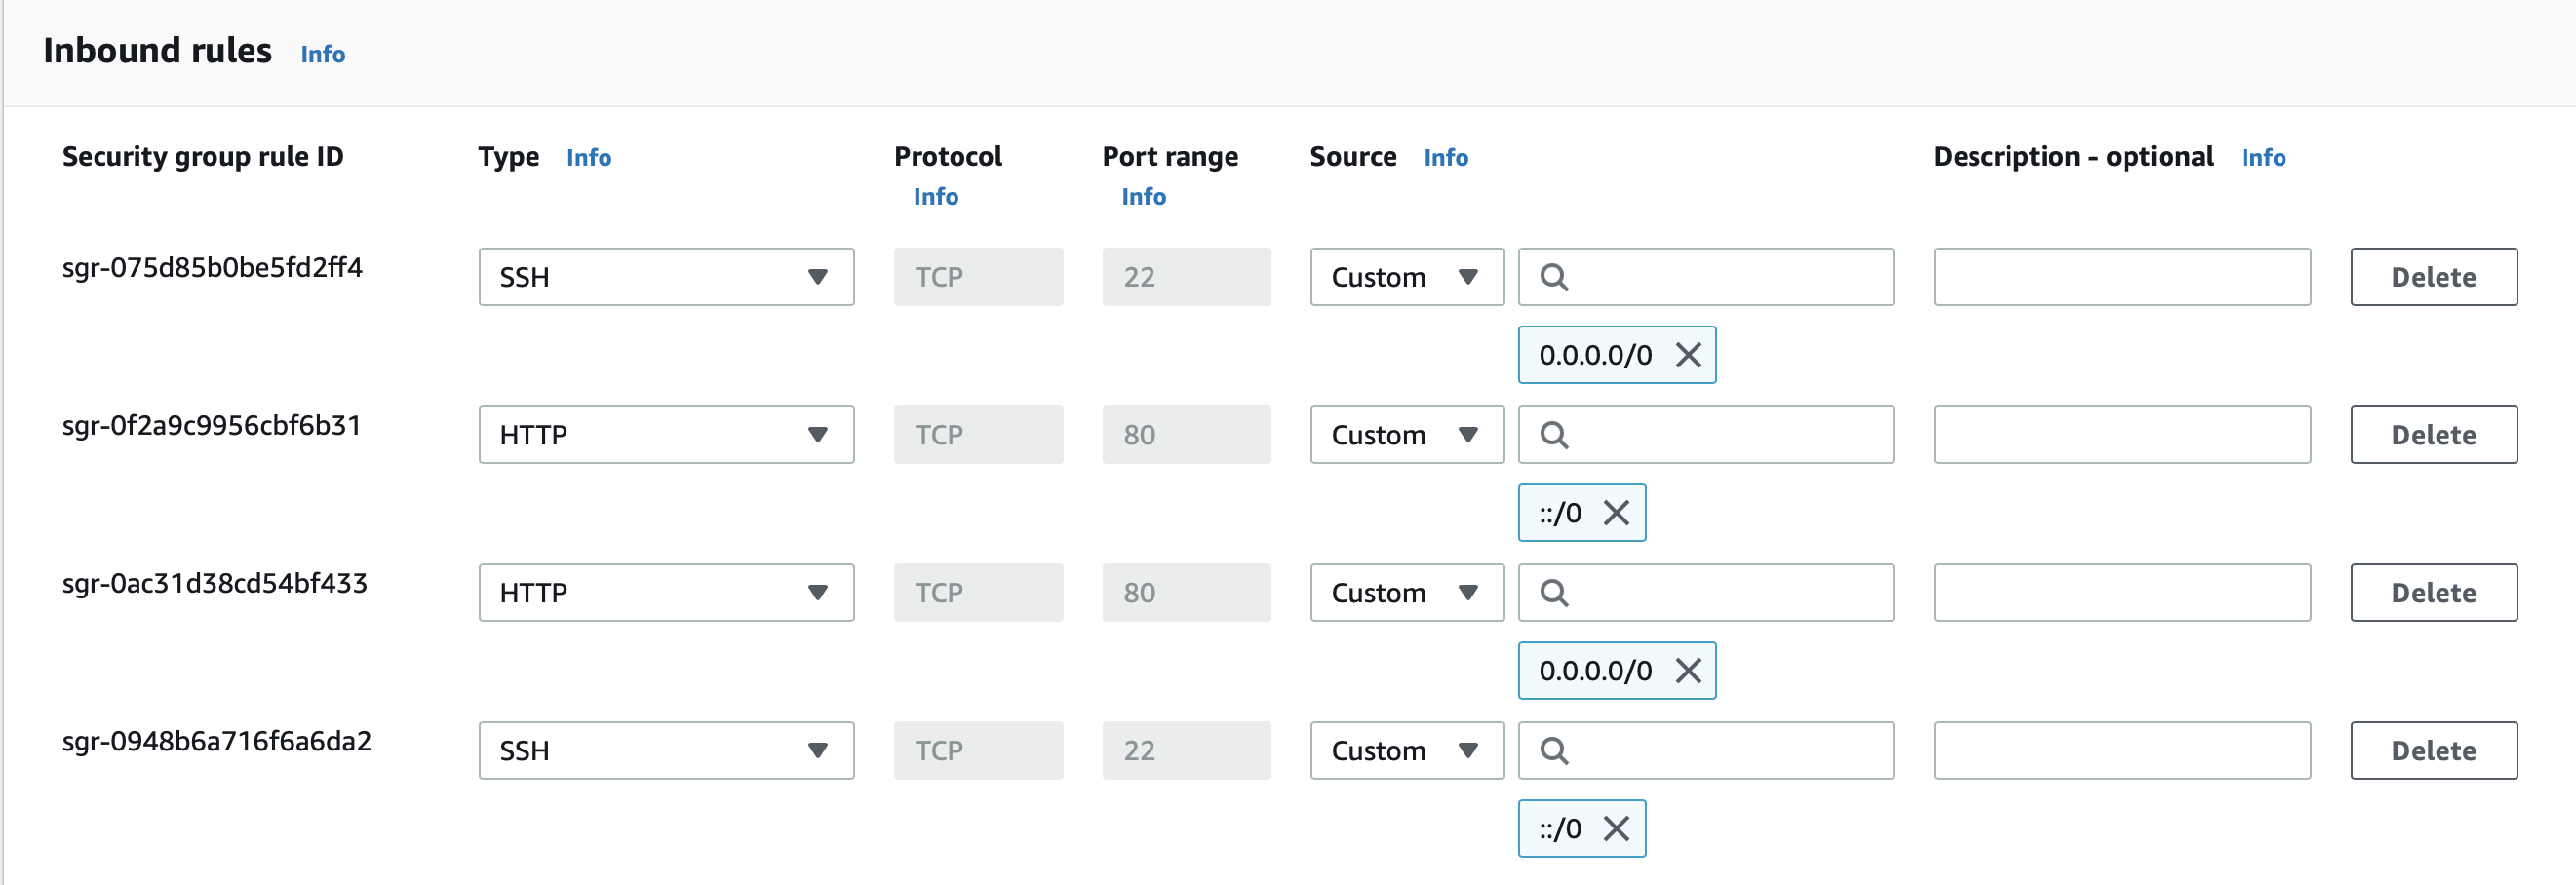 Inbound rules Info
Security group rule ID Type Info Protocol Info Port range Info Source Info Description - optional Info
sgr-075d85b0be5fd2ff4 SSH TCP 22 Custom Delete
0.0.0.0/0
sgr-0f2a9c9956cbf6b31 HTTP TCP 80 Custom Delete
::/0
sgr-0ac31d38cd54bf433 HTTP TCP 80 Custom Delete
0.0.0.0/0
sgr-0948b6a716f6a6da2 SSH TCP 22 Custom Delete
::/0